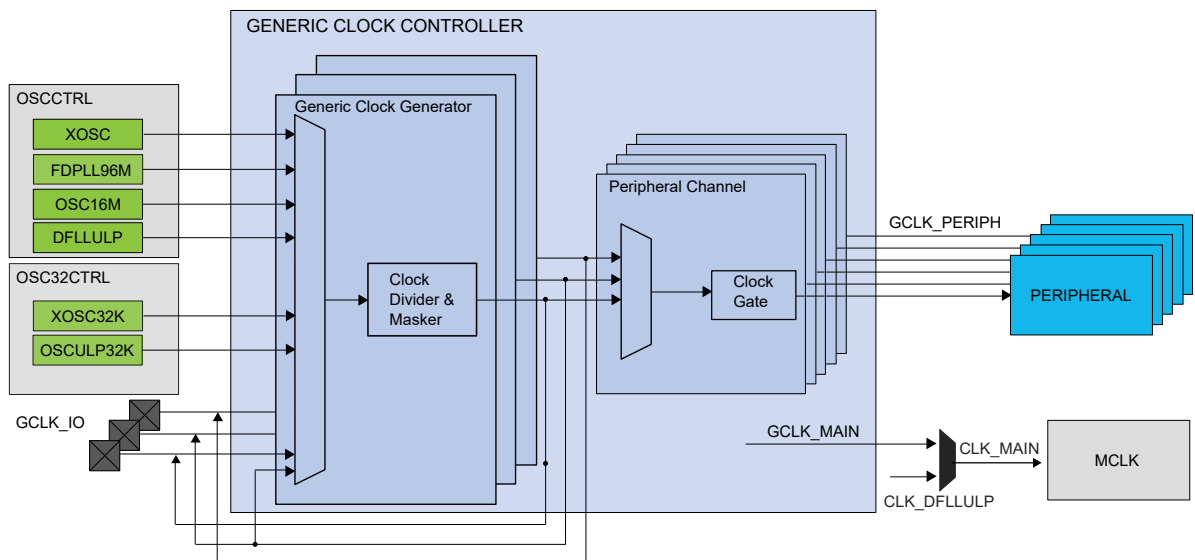 GENERIC CLOCK CONTROLLER
OSCCTRL
XOSC
FDPLL96M
OSC16M
DFLLULP
OSC32CTRL
XOSC32K
OSCULP32K
GCLK_IO
Generic Clock Generator
Clock
Divider &
Masker
Peripheral Channel
Clock
Gate
GCLK_PERIPH
PERIPHERAL
GCLK_MAIN
CLK_MAIN
CLK_DFLLULP
MCLK